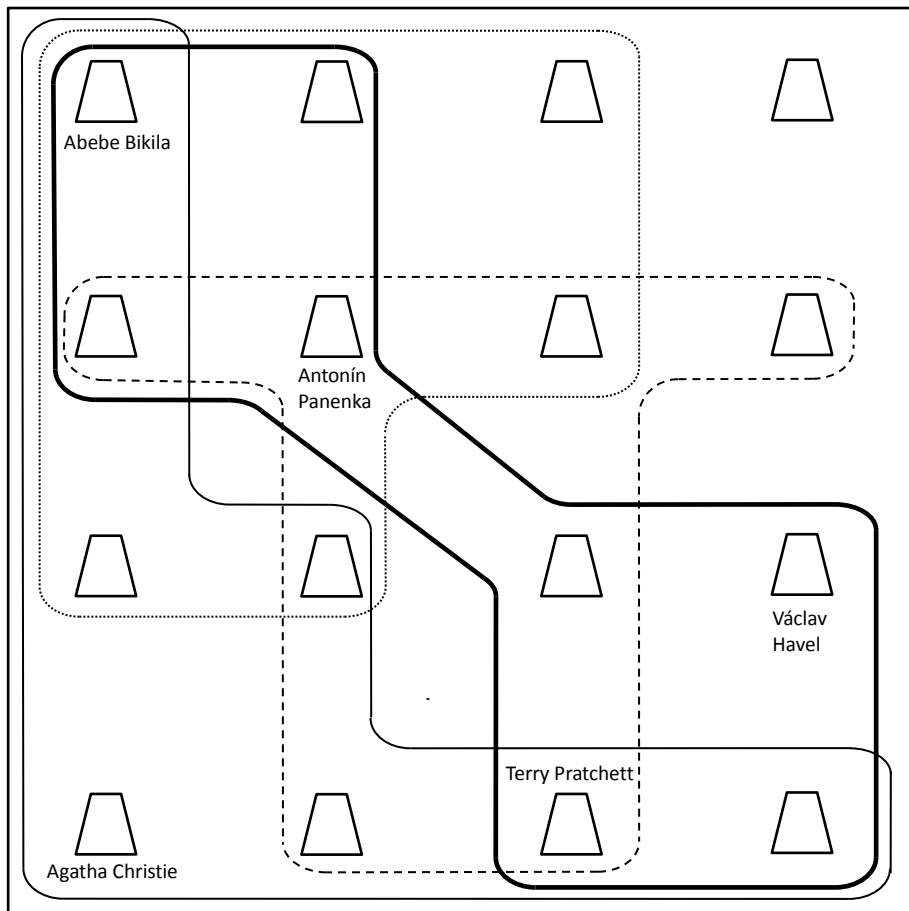 Abebe Bikila
Antonín
Panenka
Václav
Havel
Terry Pratchett
Agatha Christie